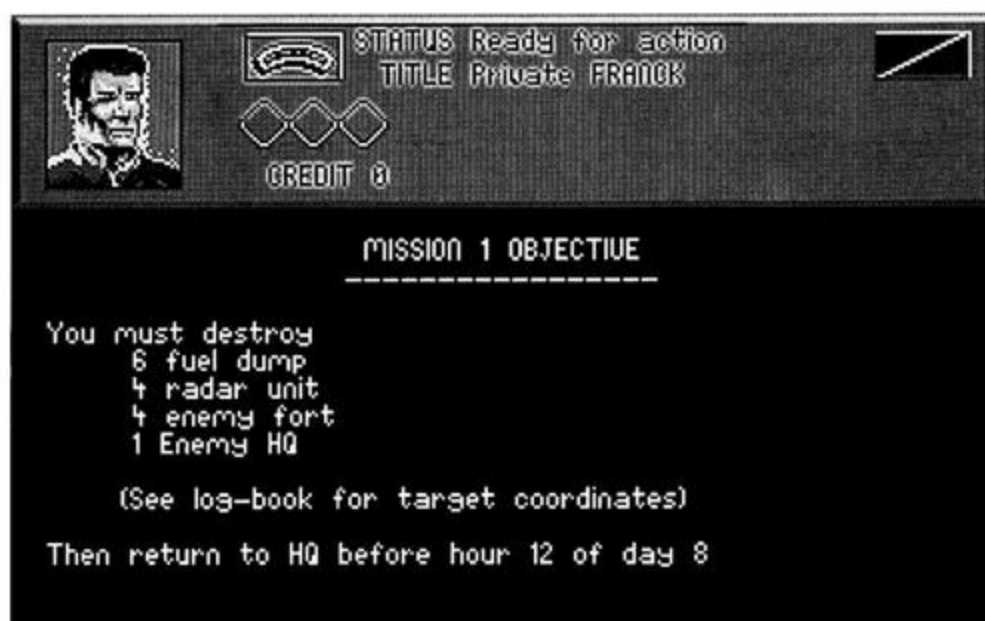 STATUS Ready for action
TITLE Private FRANCK
CREDIT 0
MISSION 1 OBJECTIVE
------------------
You must destroy
6 fuel dump
4 radar unit
4 enemy fort
1 Enemy HQ
(See log-book for target coordinates)
Then return to HQ before hour 12 of day 8